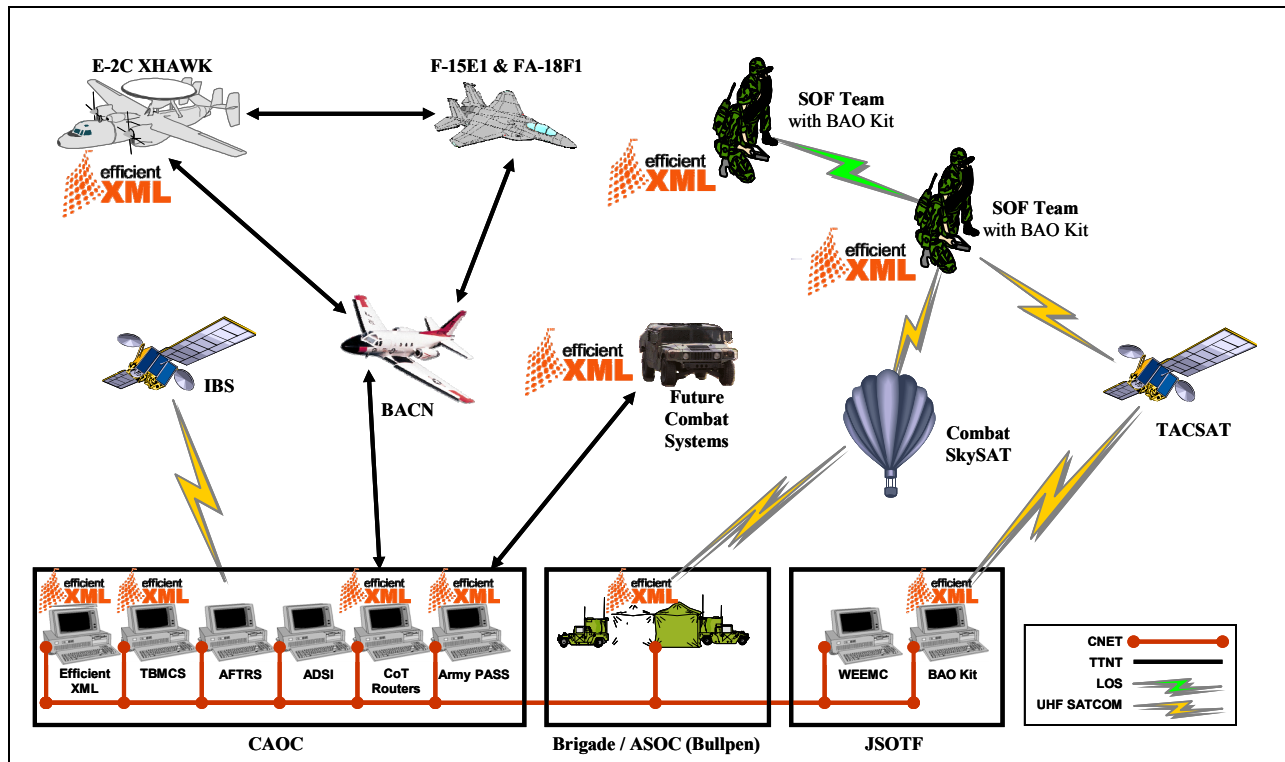 E-2C XHAWK
F-15E1 & FA-18F1
efficient
XML
SOF Team
with BAO Kit
efficient
XML
SOF Team
with BAO Kit
efficient
XML
IBS
BACN
efficient
XML
Future
Combat
Systems
Combat
SkySAT
TACSAT
efficient
XML
efficient
XML
efficient
XML
efficient
XML
efficient
XML
efficient
XML
Efficient
XML
TBMCS
AFTRS
ADSI
CoT
Routers
Army PASS
WEEMC
BAO Kit
CAOC
Brigade / ASOC (Bullpen)
JSOTF
CNET
TTNT
LOS
UHF SATCOM